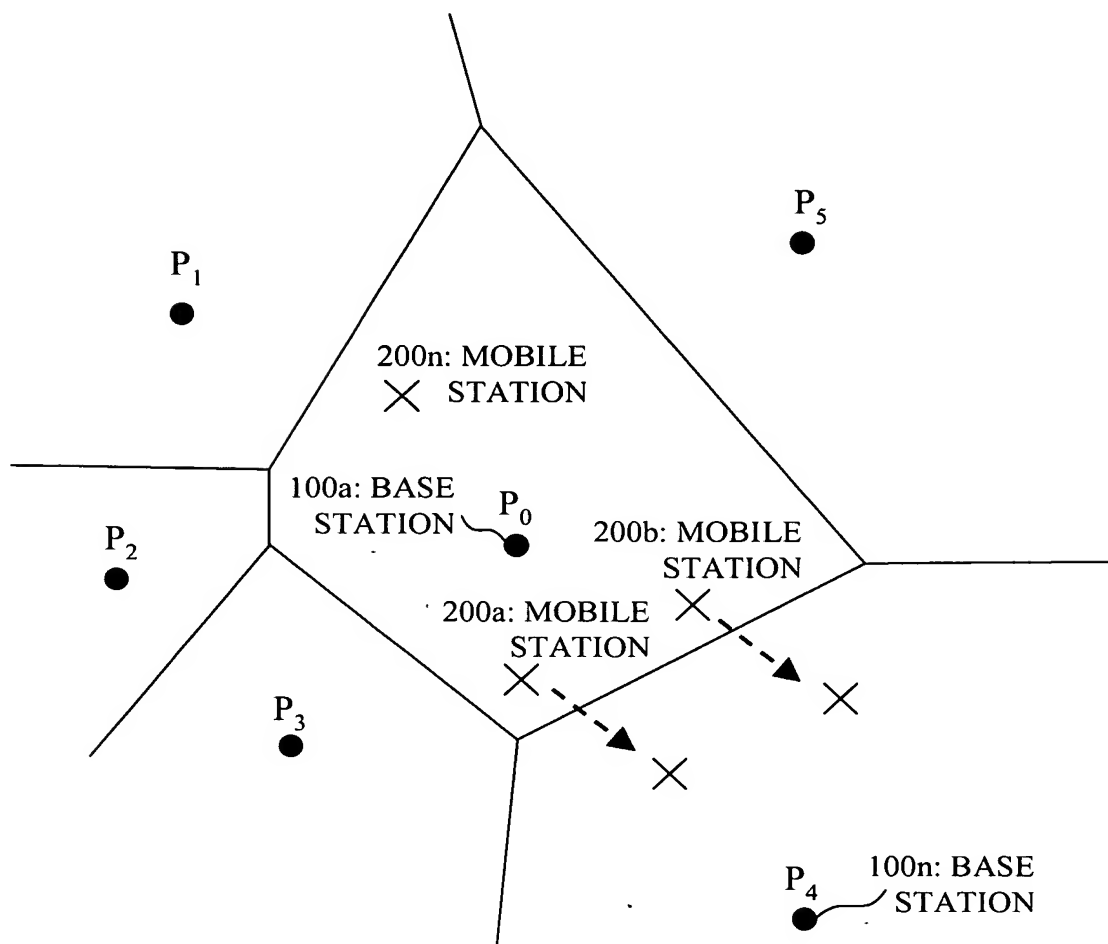 P5
P1
200n: MOBILE
STATION
100a: BASE
STATION
P0
200b: MOBILE
STATION
P2
200a: MOBILE
STATION
P3
P4
100n: BASE
STATION